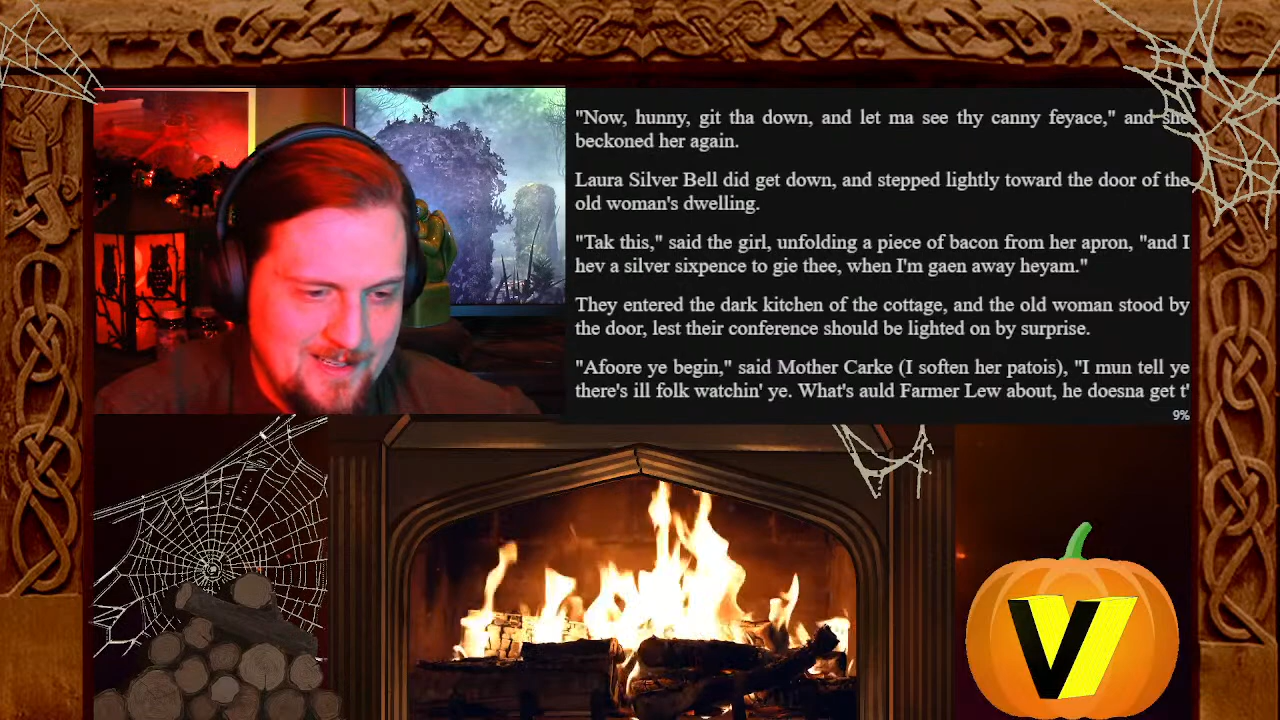 "Now, hunny, git tha down, and let ma see thy canny feyace," and she
beckoned her again.
Laura Silver Bell did get down, and stepped lightly toward the door of the
old woman's dwelling.
"Tak this," said the girl, unfolding a piece of bacon from her apron, "and I
hev a silver sixpence to gie thee, when I'm gaen away heyam."
They entered the dark kitchen of the cottage, and the old woman stood by
the door, lest their conference should be lighted on by surprise.
"Afoore ye begin," said Mother Carke (I soften her patois), "I mun tell ye
there's ill folk watchin' ye. What's auld Farmer Lew about, he doesna get t'
9%
V